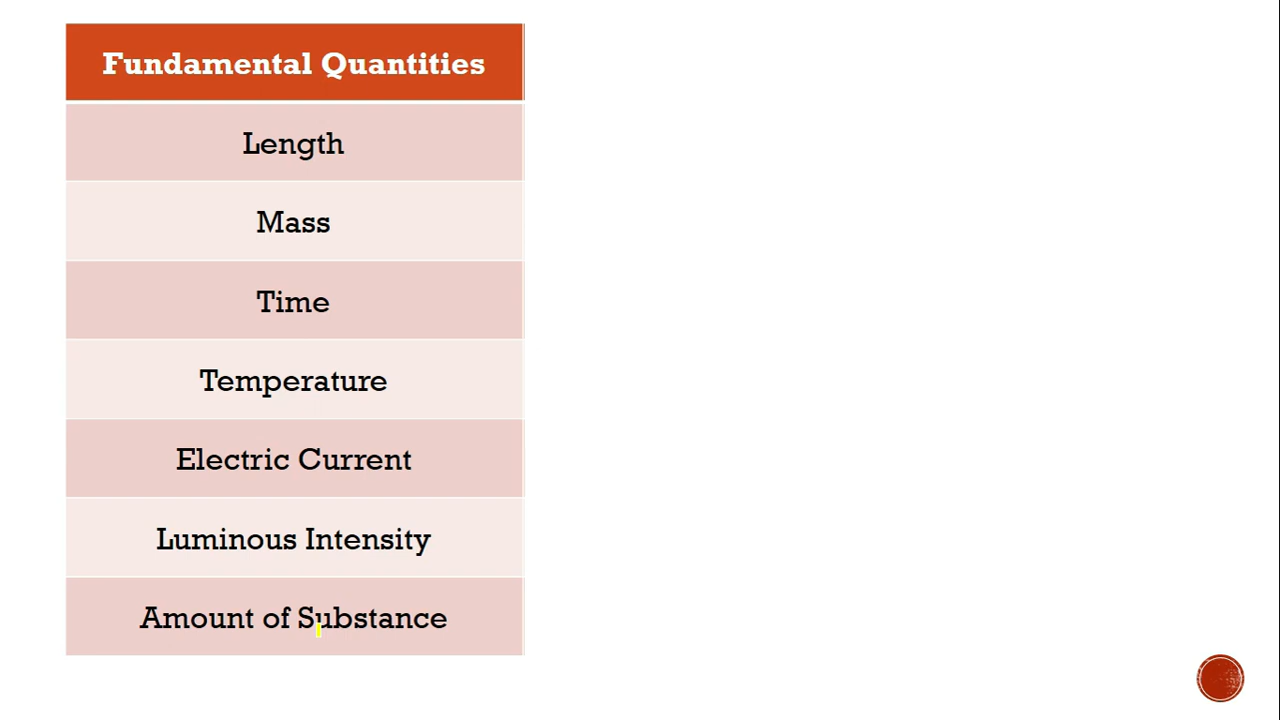 Fundamental Quantities
Length
Mass
Time
Temperature
Electric Current
Luminous Intensity
Amount of Substance